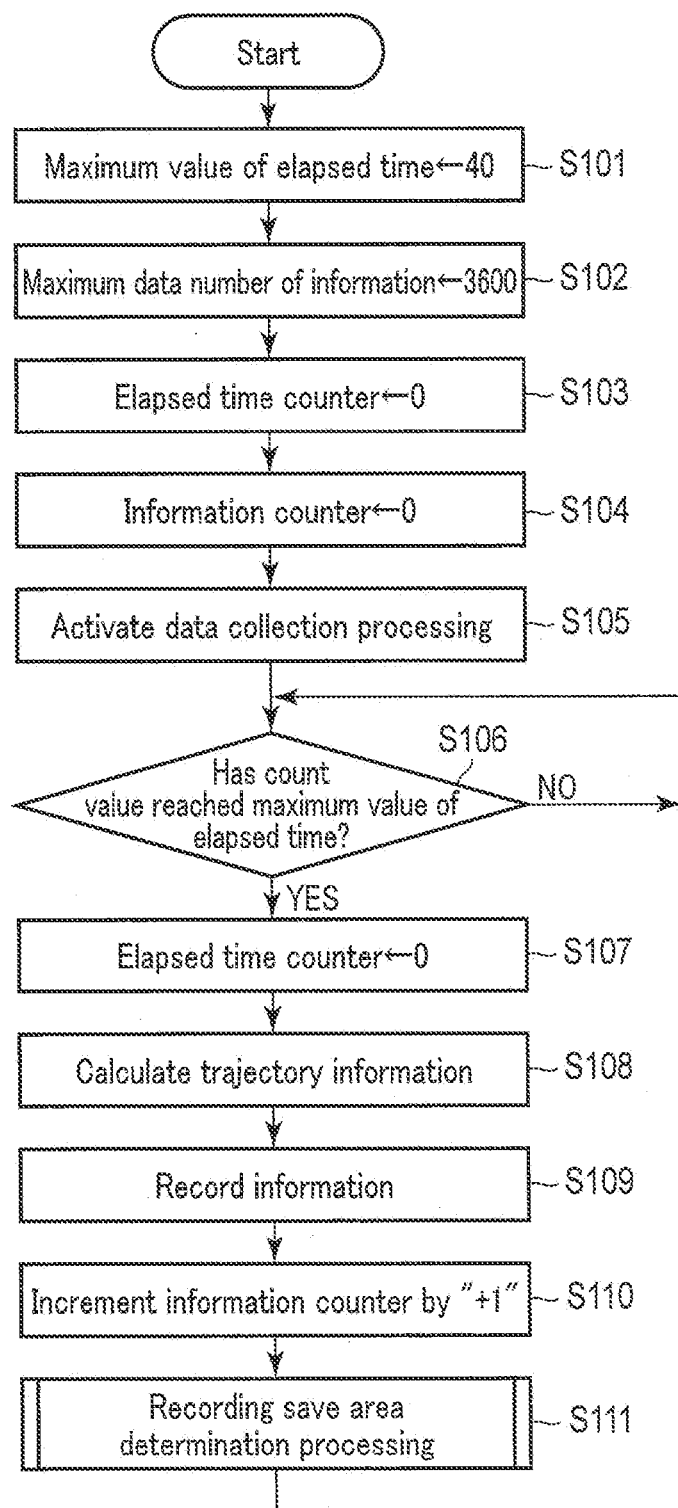 Start
Maximum value of elapsed time←40
S101
Maximum data number of information←3600
S102
Elapsed time counter←0
S103
Information counter←0
S104
Activate data collection processing
S105
S106
Has count
value reached maximum value of
elapsed time?
NO
YES
Elapsed time counter←0
S107
Calculate trajectory information
S108
Record information
S109
Increment information counter by "+1"
S110
Recording save area
determination processing
S111